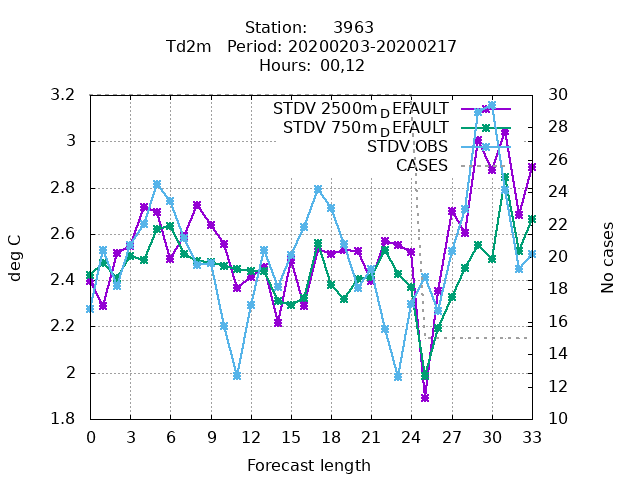 Station: 3963
Td2m Period: 20200203-20200217
Hours: 00,12
STDV 2500m_DEFAULT
STDV 750m_DEFAULT
STDV OBS
CASES
3.2
3
2.8
2.6
2.4
2.2
2
1.8
deg C
30
28
26
24
22
20
18
16
14
12
10
No cases
0 3 6 9 12 15 18 21 24 27 30 33
Forecast length